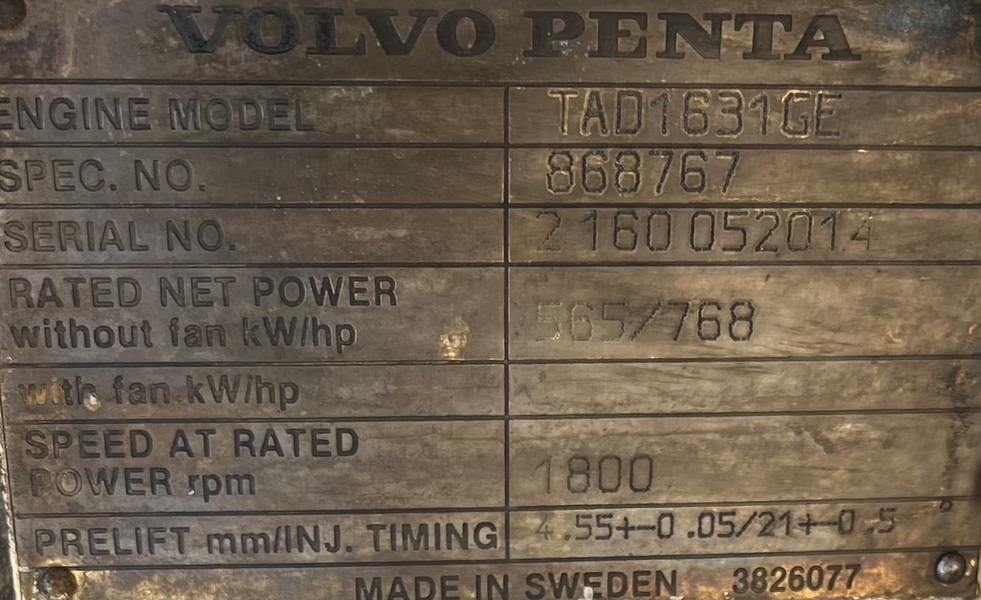 VOLVO PENTA
ENGINE MODEL TAD1631GE
SPEC. NO. 868767
SERIAL NO. 2160052014
RATED NET POWER
without fan kW/hp 565/768
with fan kW/hp
SPEED AT RATED
POWER rpm 1800
PRELIFT mm/INJ. TIMING 4.55+-0.05/21+-0.5°
MADE IN SWEDEN 3826077